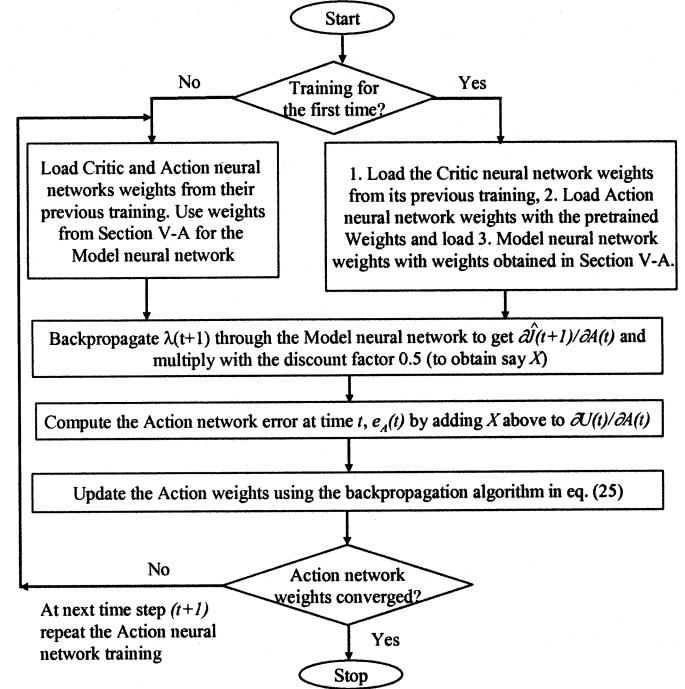 Start
No
Yes
Training for
the first time?
Load Critic and Action neural
networks weights from their
previous training. Use weights
from Section V-A for the
Model neural network
1. Load the Critic neural network weights
from its previous training, 2. Load Action
neural network weights with the pretrained
Weights and load 3. Model neural network
weights with weights obtained in Section V-A.
Backpropagate λ(t+1) through the Model neural network to get ∂Ĵ(t+1)/∂A(t) and
multiply with the discount factor 0.5 (to obtain say X)
Compute the Action network error at time t, e_A(t) by adding X above to ∂U(t)/∂A(t)
Update the Action weights using the backpropagation algorithm in eq. (25)
No
Action network
weights converged?
At next time step (t+1)
repeat the Action neural
network training
Yes
Stop